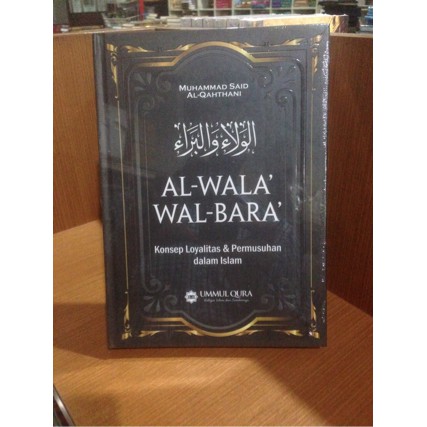 MUHAMMAD SAID
AL-QAHTHANI
الولاء والبراء
AL-WALA'
WAL-BARA'
Konsep Loyalitas & Permusuhan
dalam Islam
UMMUL QURA